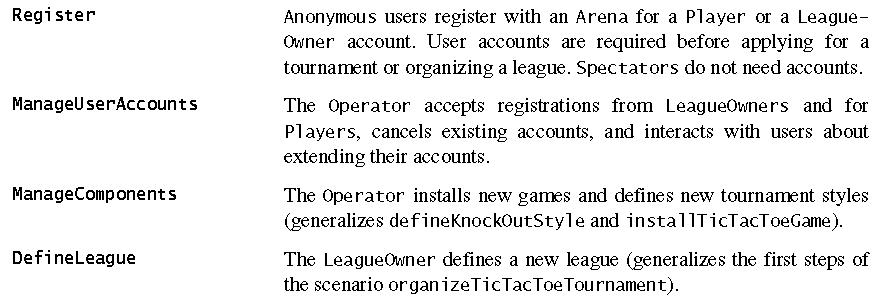 Register Anonymous users register with an Arena for a Player or a League-
Owner account. User accounts are required before applying for a
tournament or organizing a league. Spectators do not need accounts.
ManageUserAccounts The Operator accepts registrations from LeagueOwners and for
Players, cancels existing accounts, and interacts with users about
extending their accounts.
ManageComponents The Operator installs new games and defines new tournament styles
(generalizes defineKnockOutStyle and installTicTacToeGame).
DefineLeague The LeagueOwner defines a new league (generalizes the first steps of
the scenario organizeTicTacToeTournament).